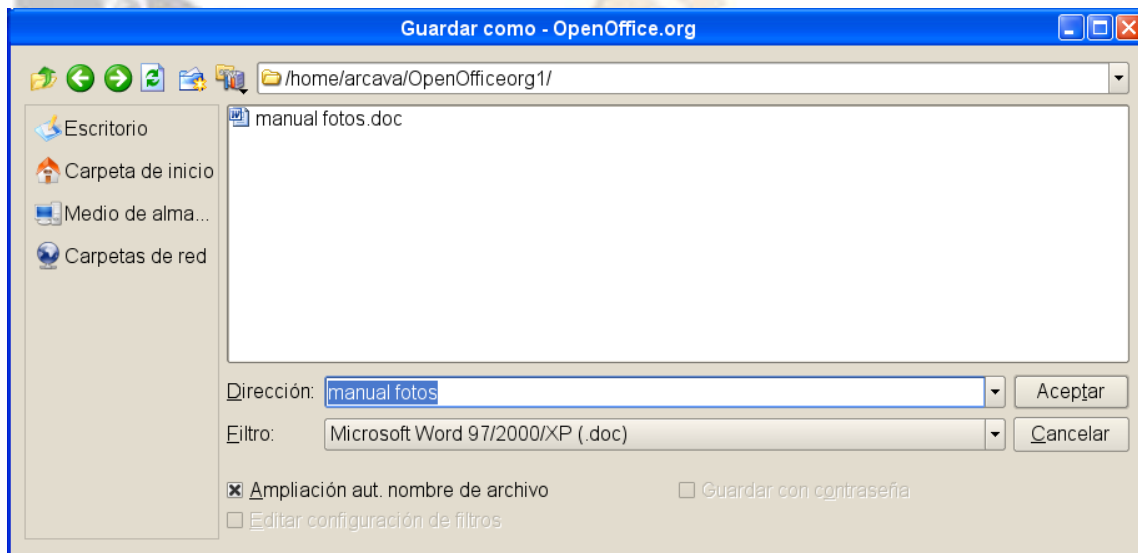 Guardar como - OpenOffice.org
/home/arcava/OpenOfficeorg1/
Escritorio
Carpeta de inicio
Medio de alma...
Carpetas de red
manual fotos.doc
Dirección: manual fotos Aceptar
Filtro: Microsoft Word 97/2000/XP (.doc) Cancelar
Ampliación aut. nombre de archivo Guardar con contraseña
Editar configuración de filtros